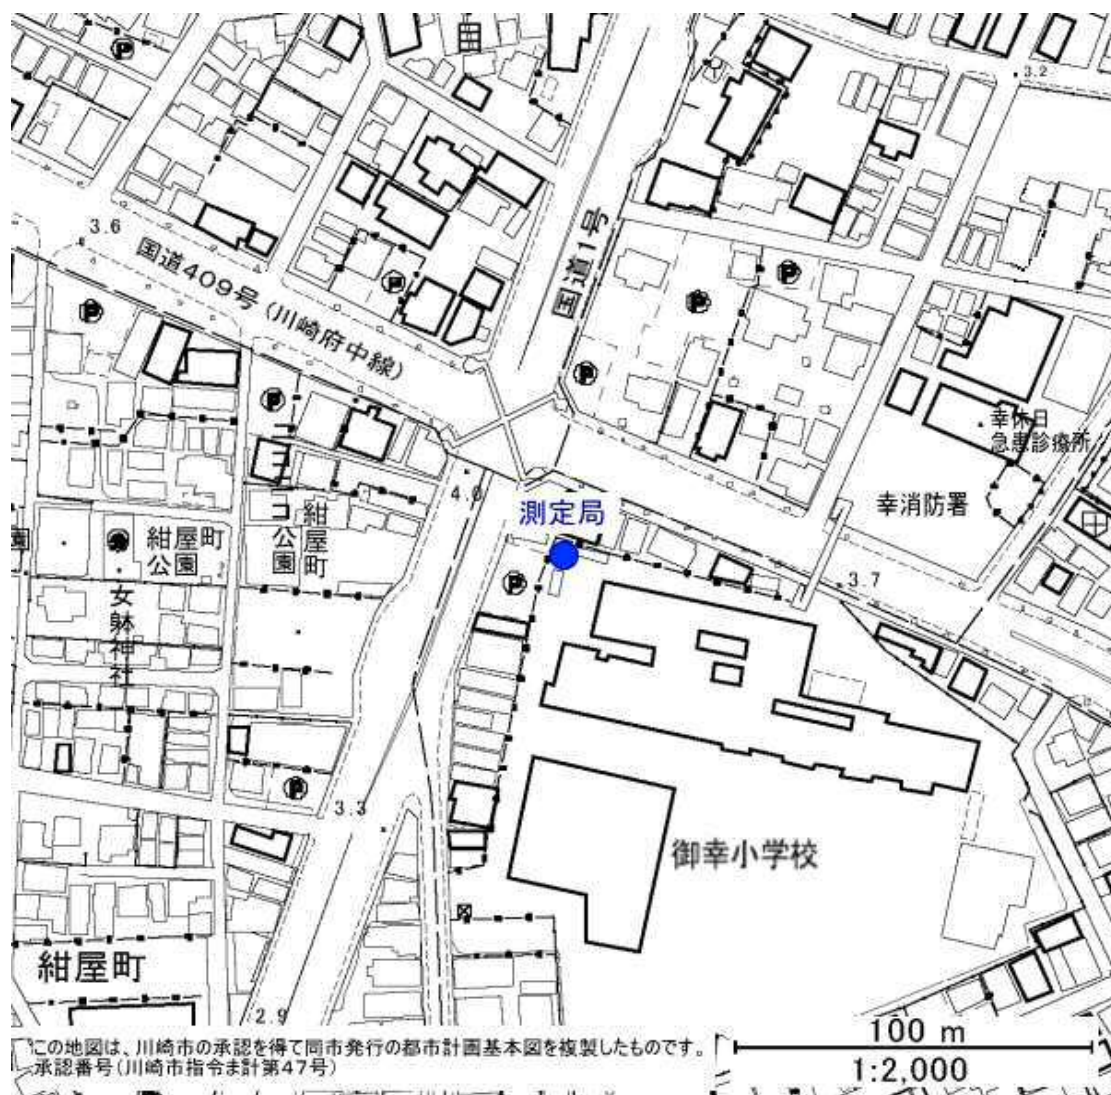 3.2
3.6
国道1号
国道409号 (川崎府中線)
幸休日
急患診療所
4.0
測定局
幸消防署
紺屋町
公園
紺屋町
公園
園
3.7
女躰神社
3.3
御幸小学校
紺屋町
2.9
この地図は、川崎市の承認を得て同市発行の都市計画基本図を複製したものです。
承認番号(川崎市指令ま計第47号)
100 m
1:2,000